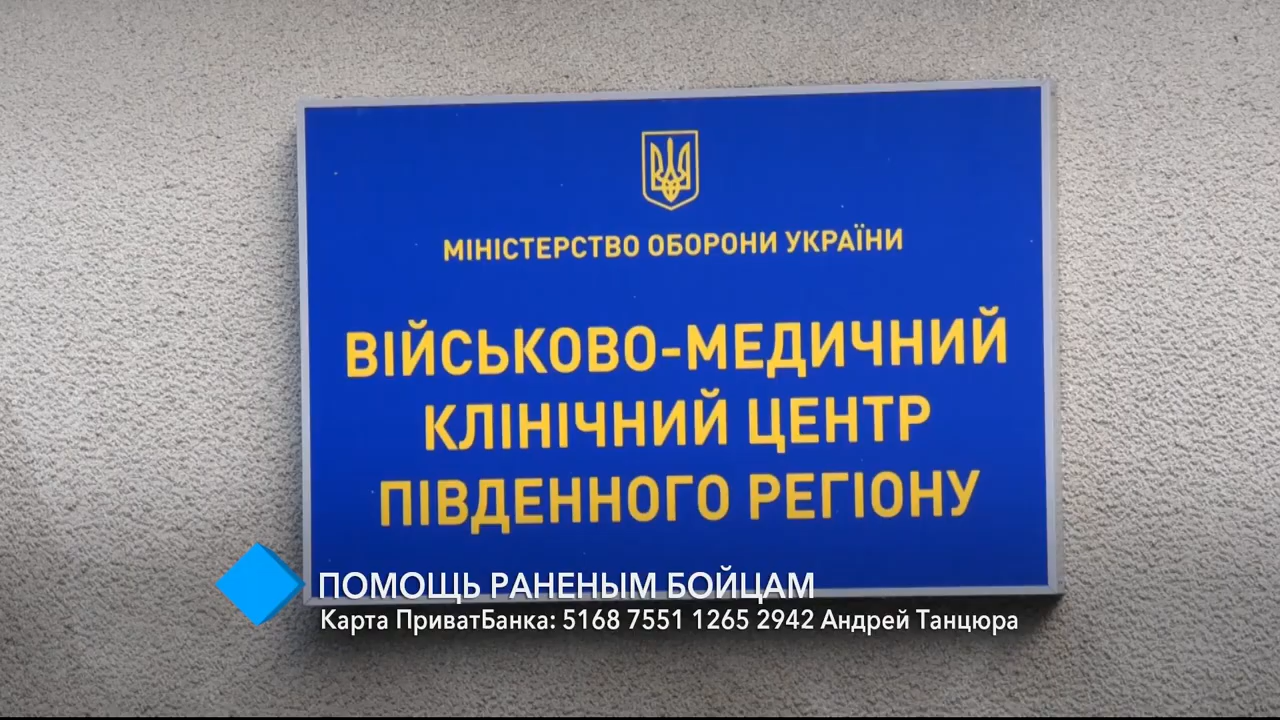 МІНІСТЕРСТВО ОБОРОНИ УКРАЇНИ
ВІЙСЬКОВО-МЕДИЧНИЙ
КЛІНІЧНИЙ ЦЕНТР
ПІВДЕННОГО РЕГІОНУ
ПОМОЩЬ РАНЕНЫМ БОЙЦАМ
Карта ПриватБанка: 5168 7551 1265 2942 Андрей Танцюра